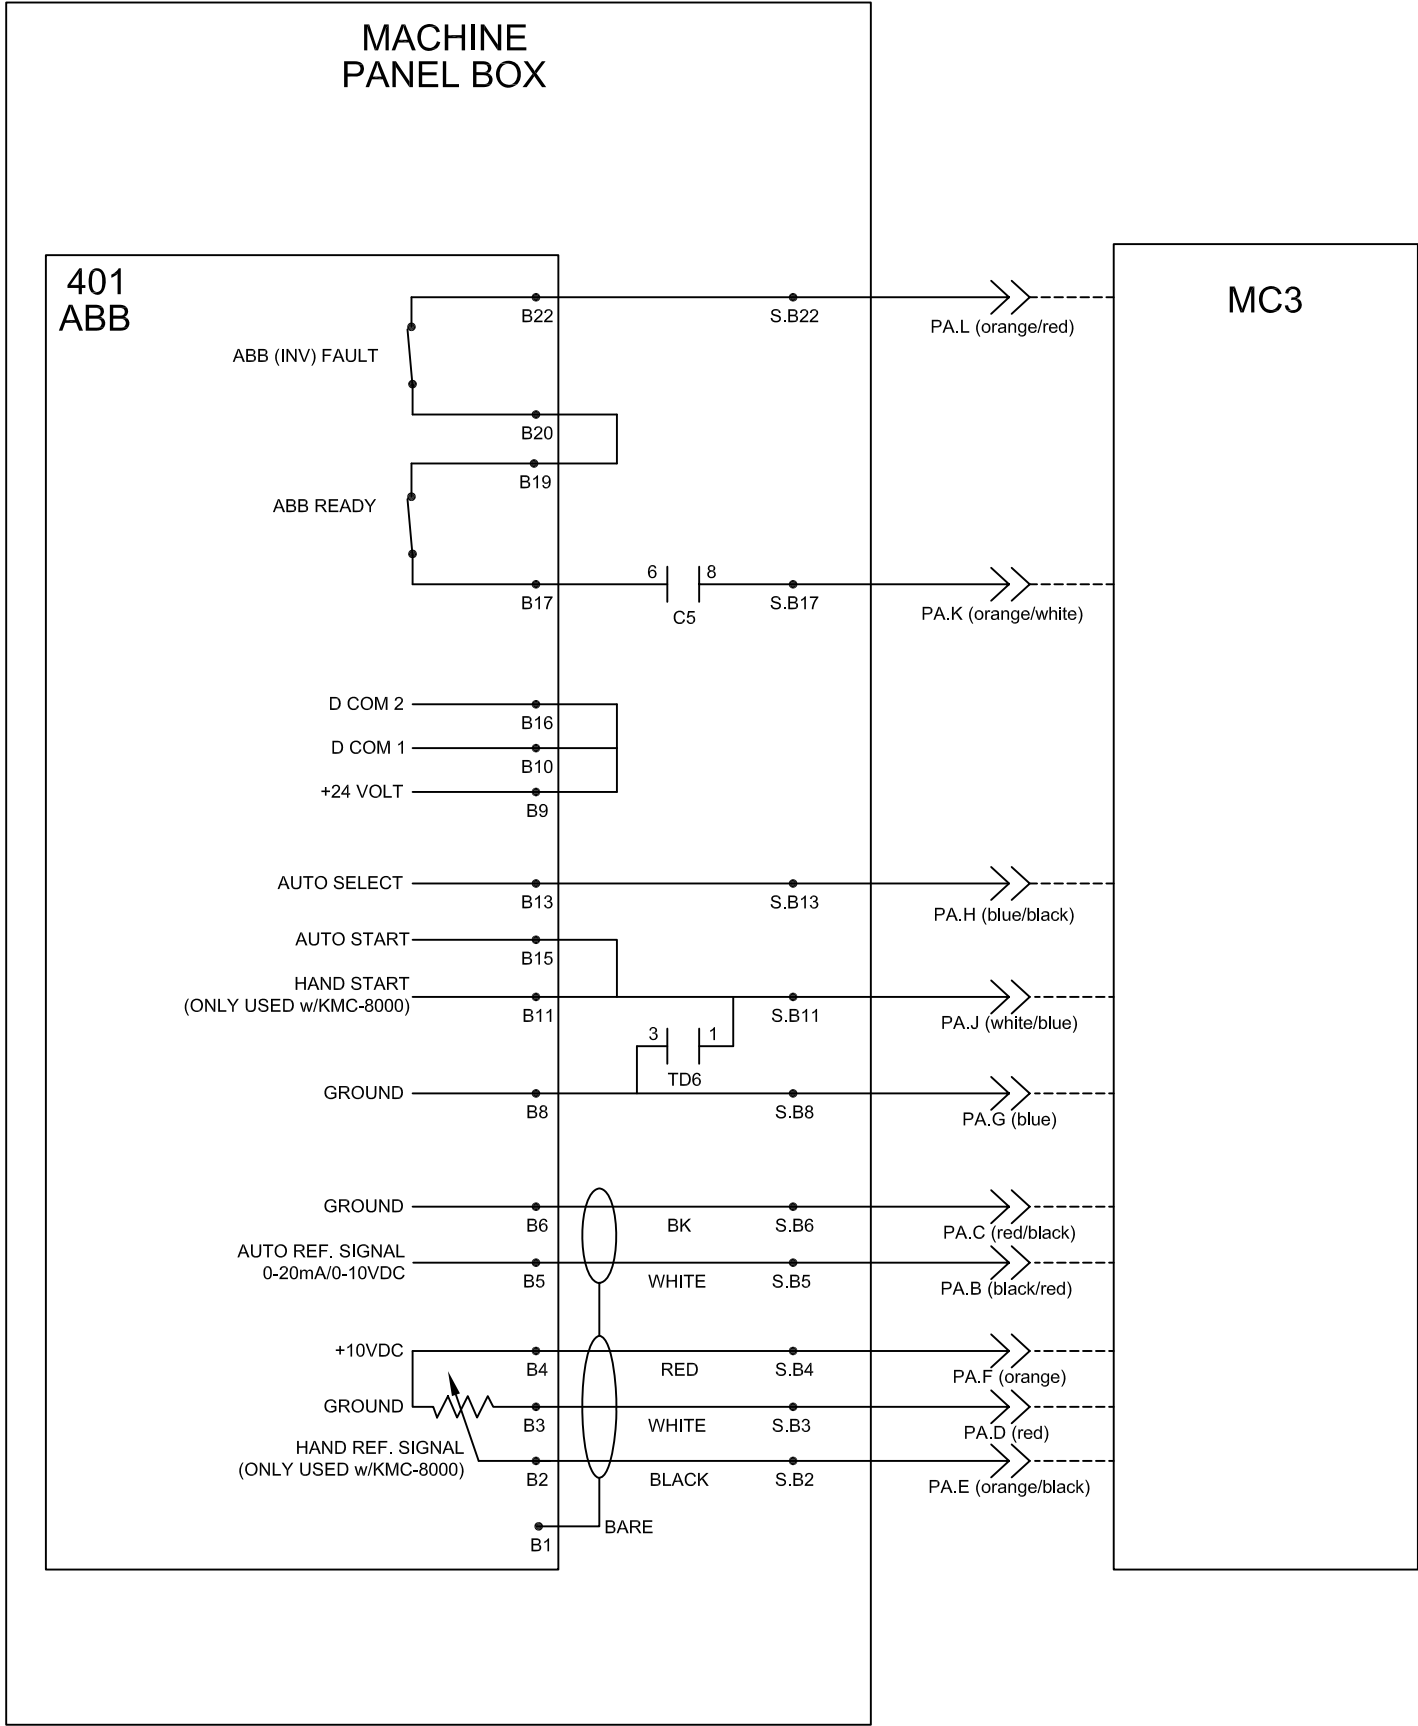 MACHINE
PANEL BOX
401
ABB
MC3
B22
S.B22
PA.L (orange/red)
ABB (INV) FAULT
B20
B19
ABB READY
6
8
B17
C5
S.B17
PA.K (orange/white)
D COM 2
B16
D COM 1
B10
+24 VOLT
B9
AUTO SELECT
B13
S.B13
PA.H (blue/black)
AUTO START
B15
HAND START
(ONLY USED w/KMC-8000)
B11
S.B11
PA.J (white/blue)
3
1
TD6
GROUND
B8
S.B8
PA.G (blue)
GROUND
B6
BK
S.B6
PA.C (red/black)
AUTO REF. SIGNAL
0-20mA/0-10VDC
B5
WHITE
S.B5
PA.B (black/red)
+10VDC
B4
RED
S.B4
PA.F (orange)
GROUND
B3
WHITE
S.B3
PA.D (red)
HAND REF. SIGNAL
(ONLY USED w/KMC-8000)
B2
BLACK
S.B2
PA.E (orange/black)
BARE
B1